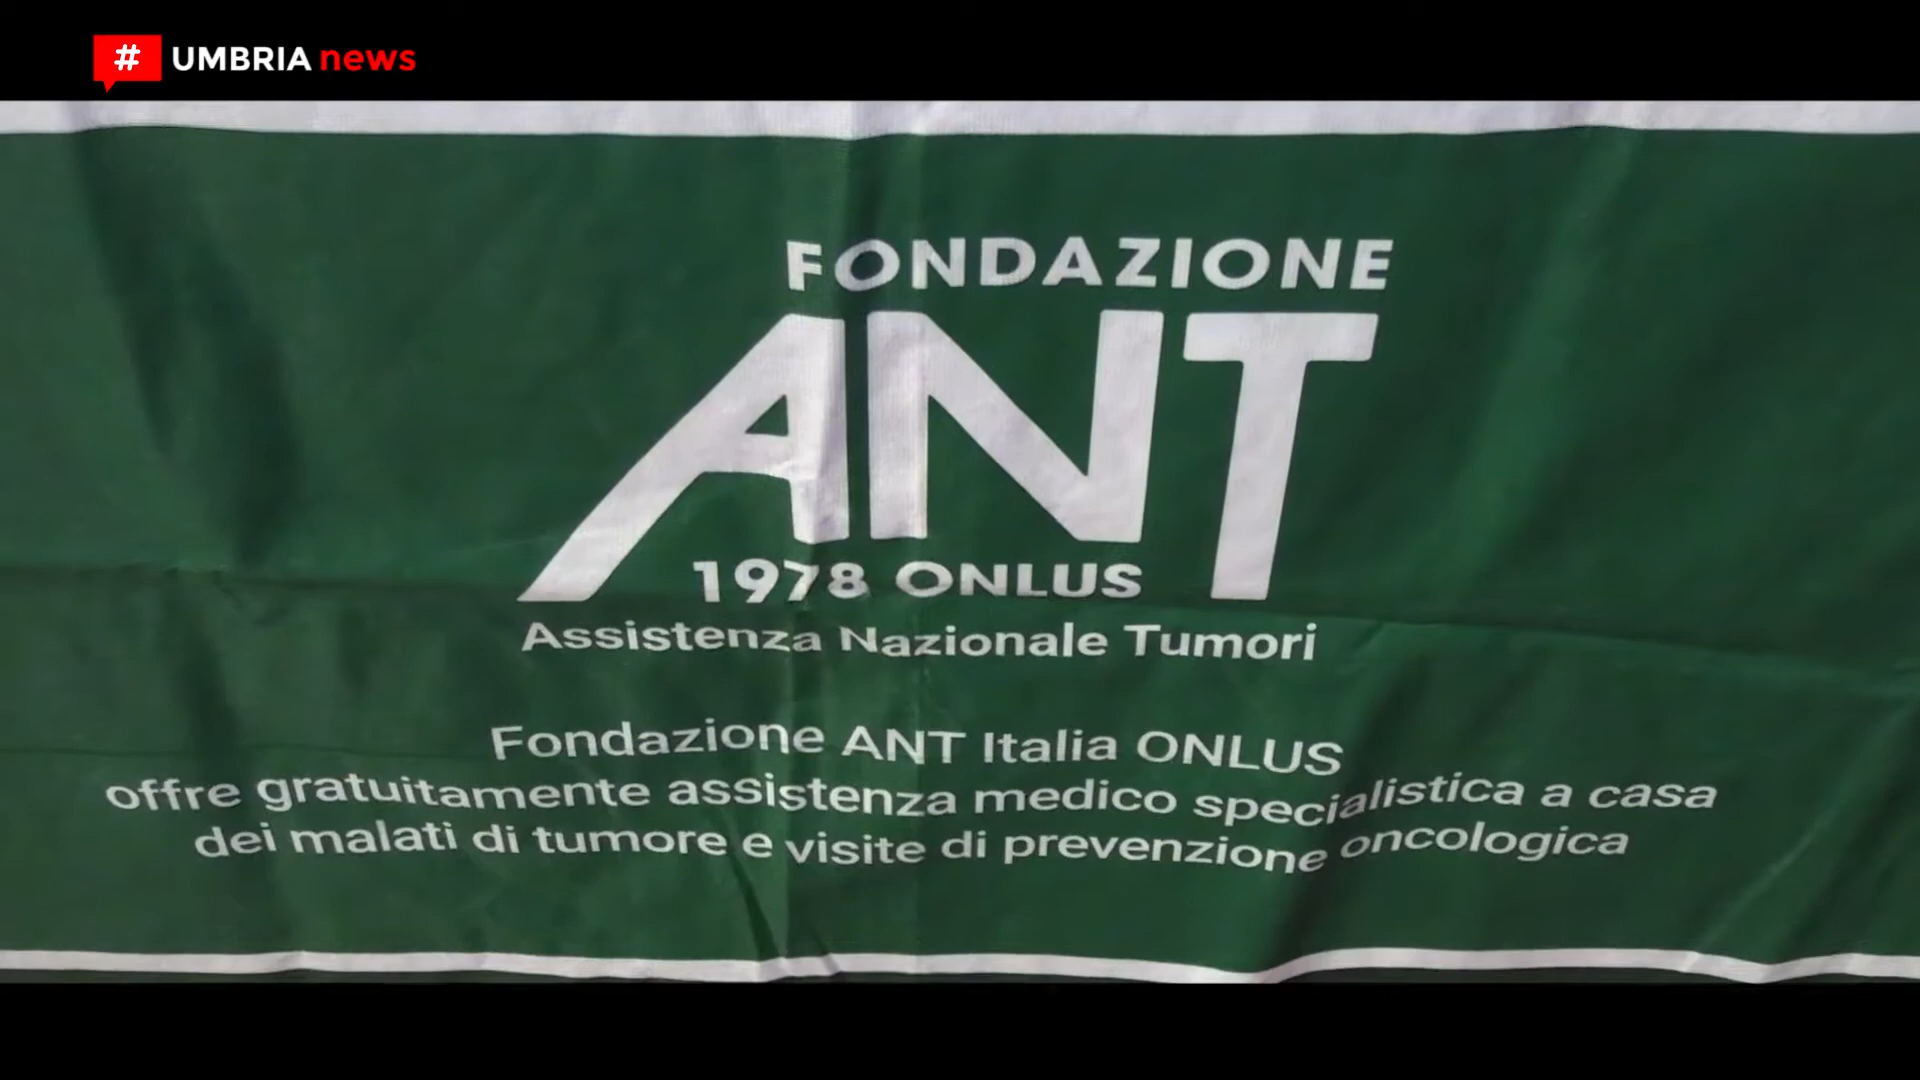 # UMBRIA news
FONDAZIONE
ANT
1978 ONLUS
Assistenza Nazionale Tumori
Fondazione ANT Italia ONLUS
offre gratuitamente assistenza medico specialistica a casa
dei malati di tumore e visite di prevenzione oncologica